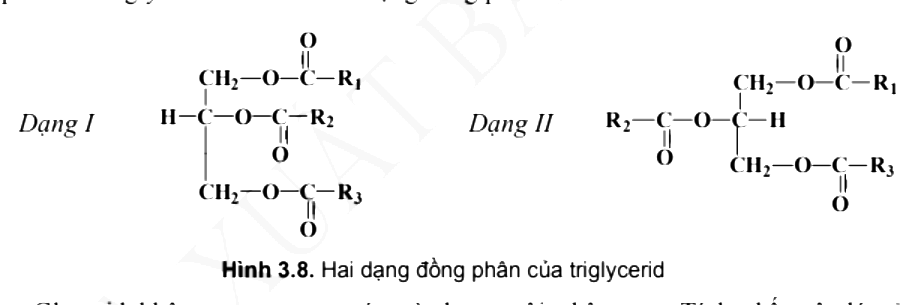 O
CH₂—O—C—R₁
Dạng I
H—C—O—C—R₂
O
CH₂—O—C—R₃
O
O
CH₂—O—C—R₁
Dạng II
R₂—C—O—C—H
O
CH₂—O—C—R₃
O
Hình 3.8. Hai dạng đồng phân của triglycerid